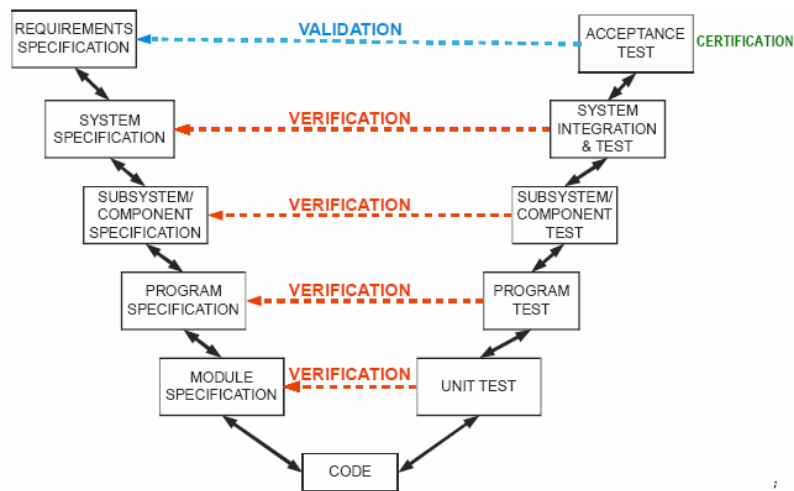 REQUIREMENTS
SPECIFICATION
VALIDATION
ACCEPTANCE
TEST
CERTIFICATION
SYSTEM
SPECIFICATION
VERIFICATION
SYSTEM
INTEGRATION
& TEST
SUBSYSTEM/
COMPONENT
SPECIFICATION
VERIFICATION
SUBSYSTEM/
COMPONENT
TEST
PROGRAM
SPECIFICATION
VERIFICATION
PROGRAM
TEST
MODULE
SPECIFICATION
VERIFICATION
UNIT TEST
CODE